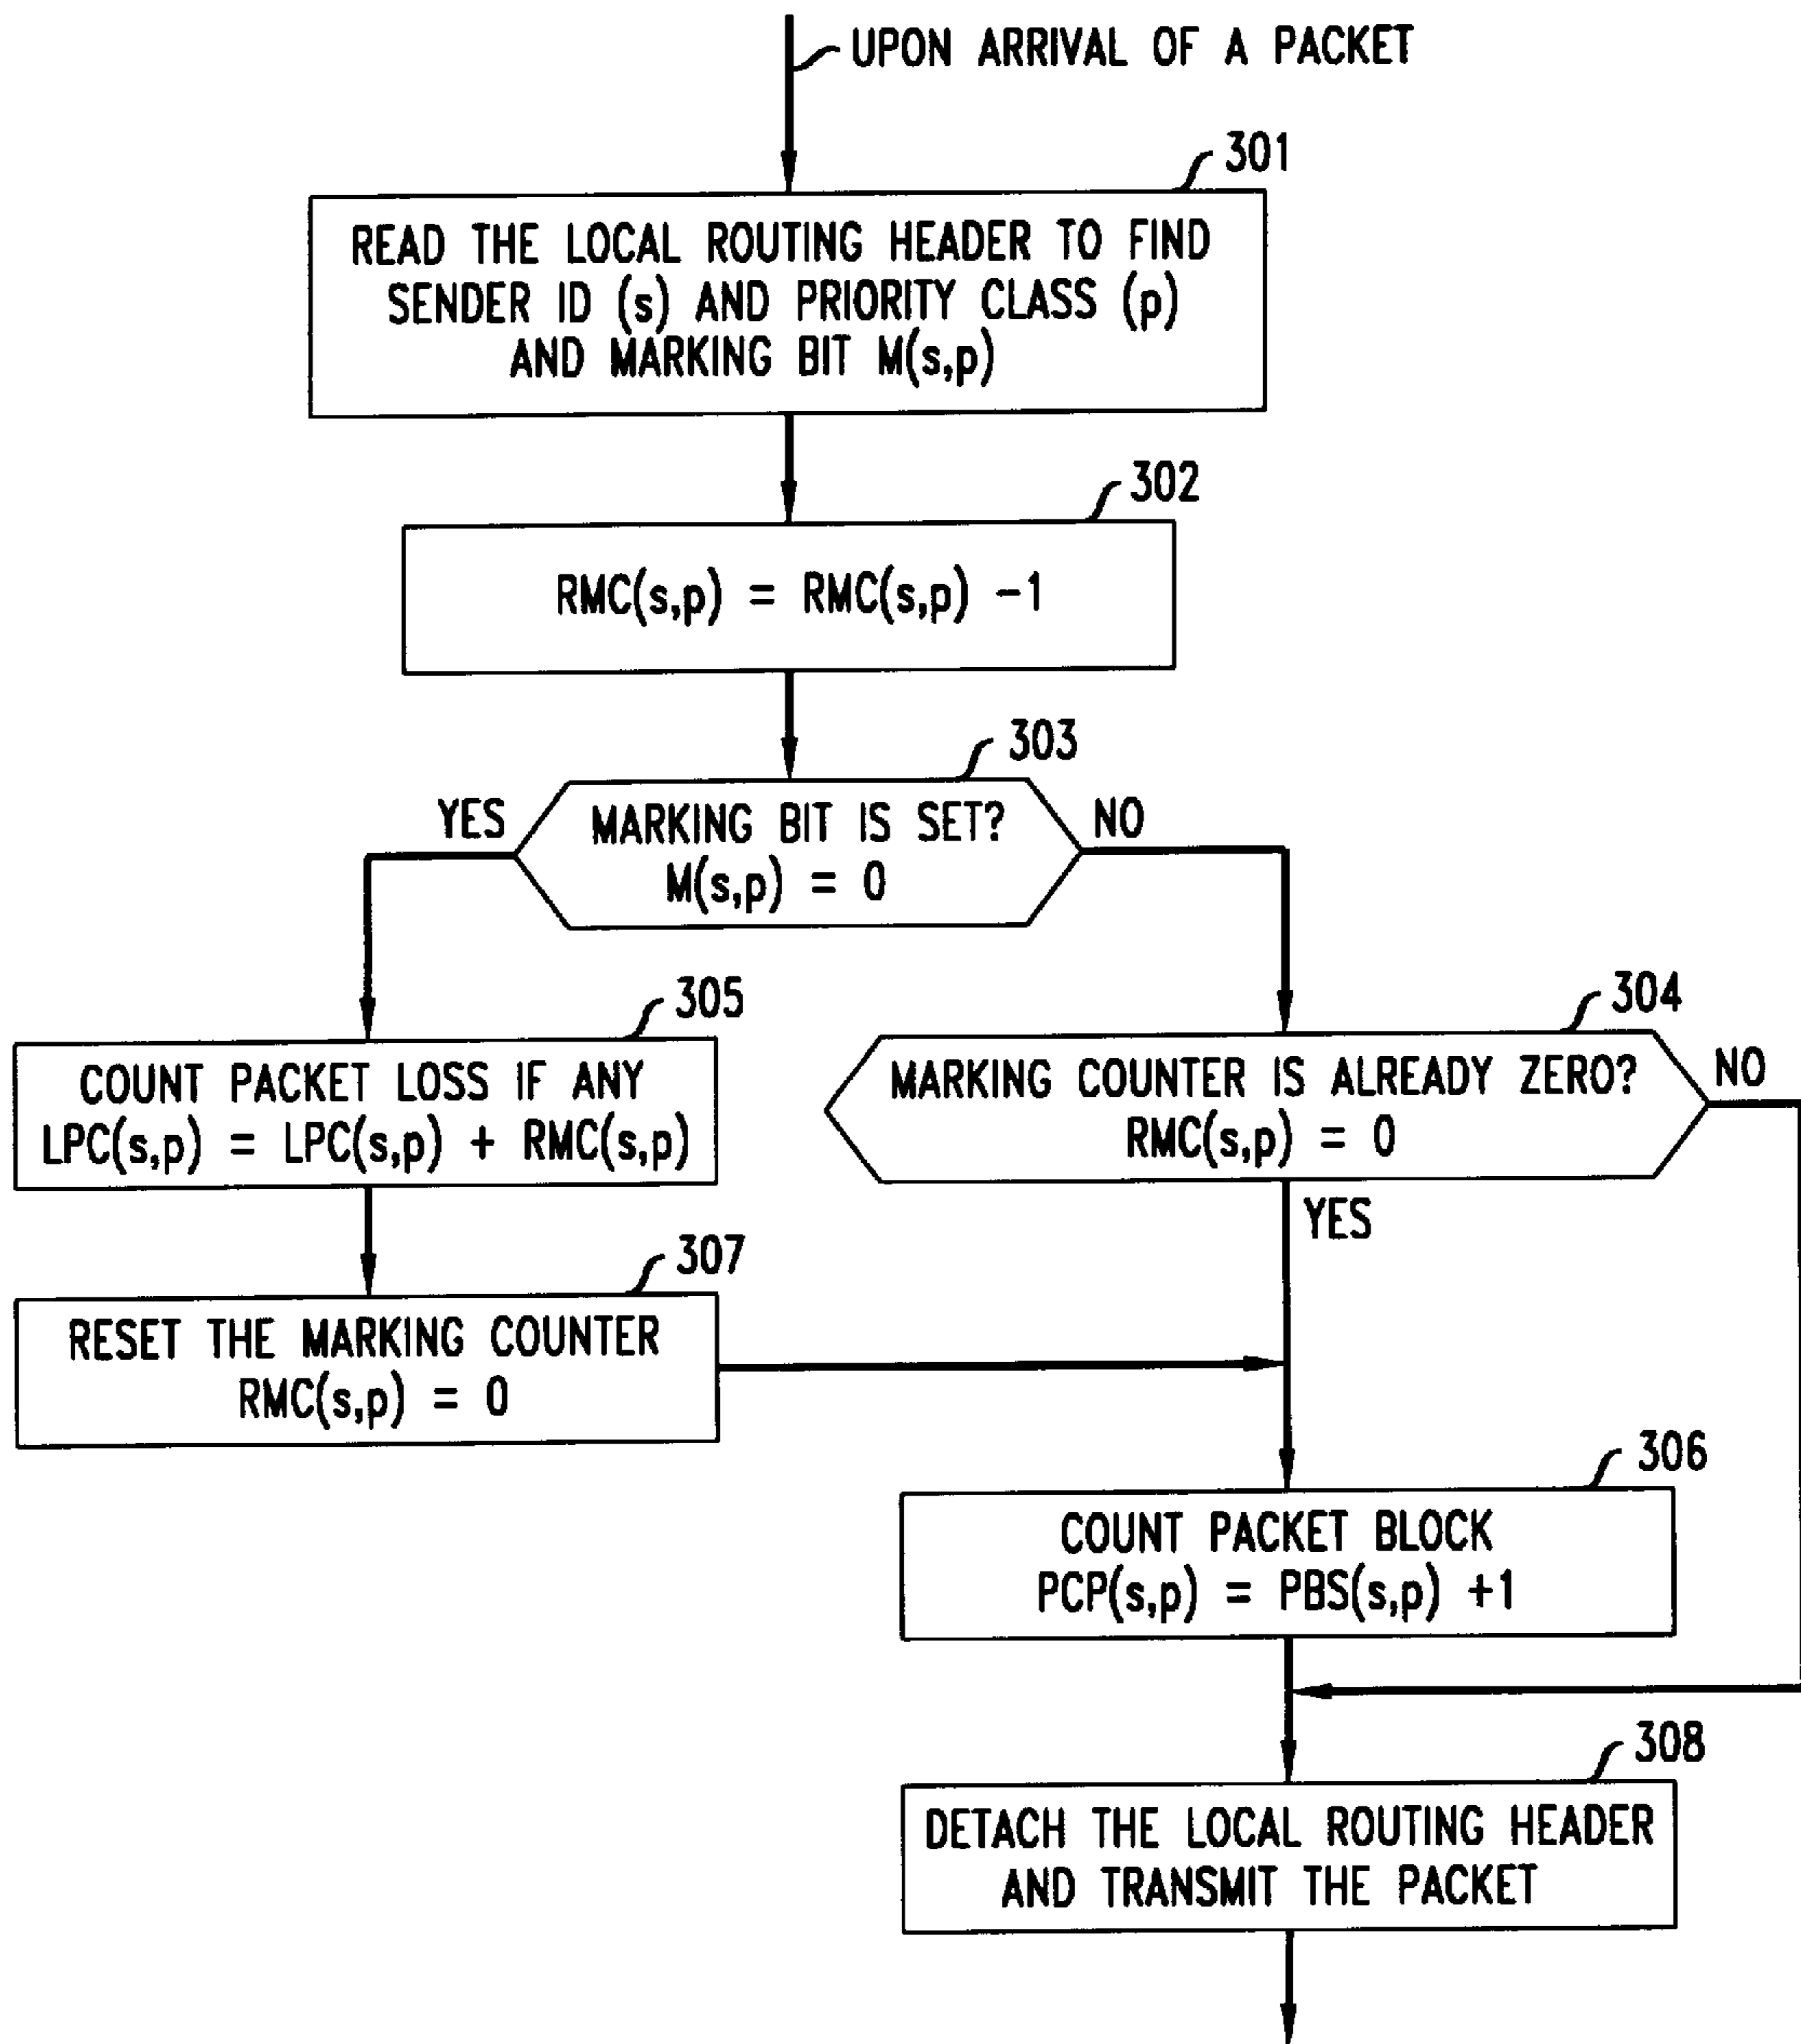 UPON ARRIVAL OF A PACKET
301
READ THE LOCAL ROUTING HEADER TO FIND
SENDER ID (s) AND PRIORITY CLASS (p)
AND MARKING BIT M(s,p)
302
RMC(s,p) = RMC(s,p) -1
303
YES
MARKING BIT IS SET?
NO
M(s,p) = 0
305
COUNT PACKET LOSS IF ANY
LPC(s,p) = LPC(s,p) + RMC(s,p)
304
MARKING COUNTER IS ALREADY ZERO?
NO
RMC(s,p) = 0
YES
307
RESET THE MARKING COUNTER
RMC(s,p) = 0
306
COUNT PACKET BLOCK
PCP(s,p) = PBS(s,p) +1
308
DETACH THE LOCAL ROUTING HEADER
AND TRANSMIT THE PACKET